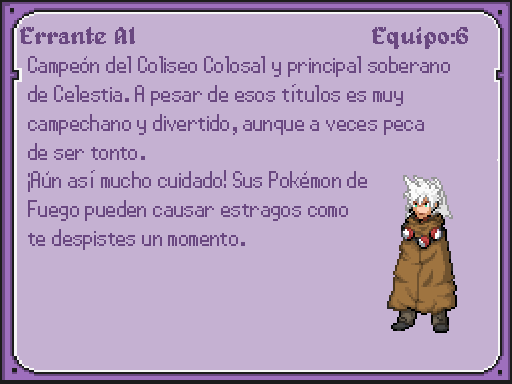 Errante Al Equipo:6
Campeón del Coliseo Colosal y principal soberano
de Celestia. A pesar de esos títulos es muy
campechano y divertido, aunque a veces peca
de ser tonto.
¡Aún así mucho cuidado! Sus Pokémon de
Fuego pueden causar estragos como
te despistes un momento.